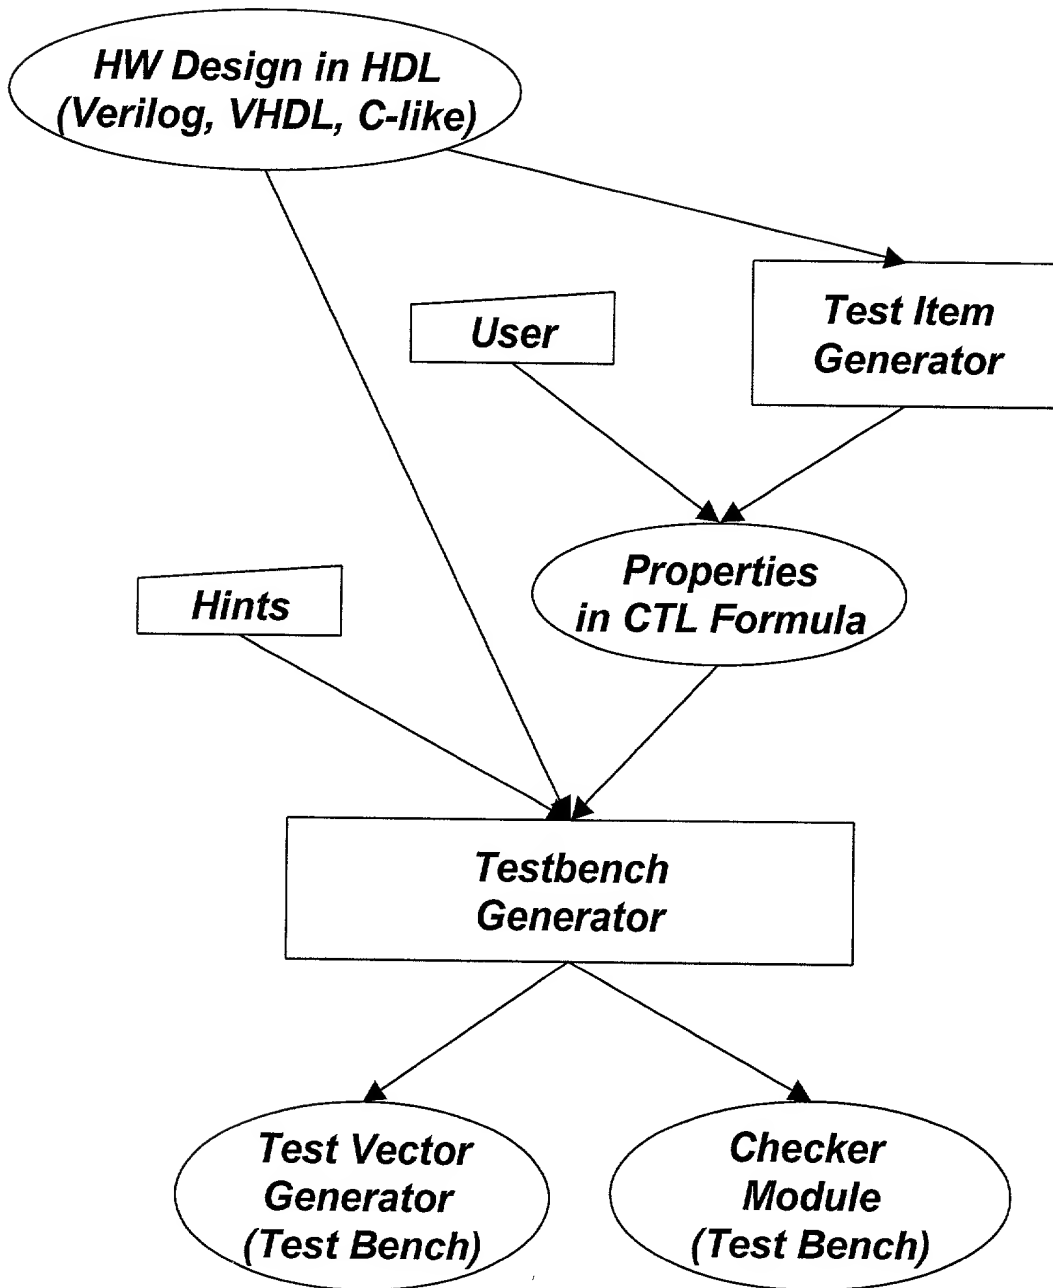 HW Design in HDL
(Verilog, VHDL, C-like)
User
Test Item
Generator
Hints
Properties
in CTL Formula
Testbench
Generator
Test Vector
Generator
(Test Bench)
Checker
Module
(Test Bench)